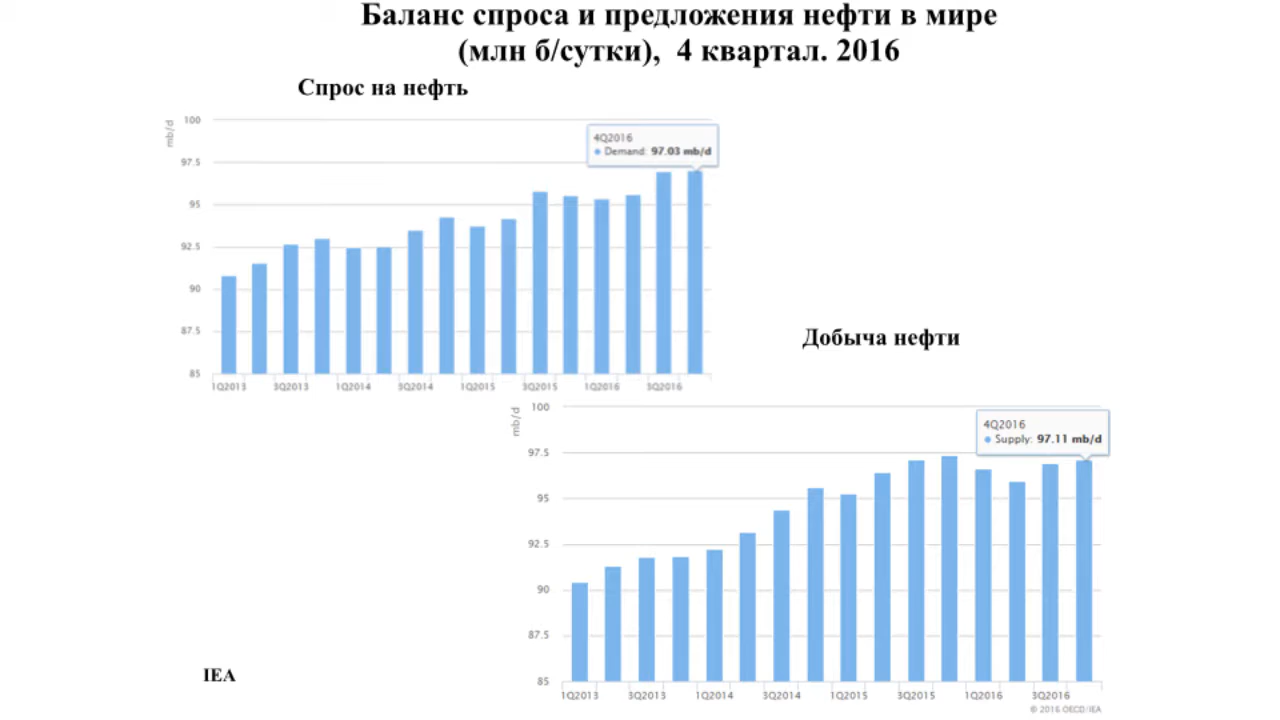 Баланс спроса и предложения нефти в мире
(млн б/сутки),  4 квартал. 2016
Спрос на нефть
mb/d
100
97.5
95
92.5
90
87.5
85
4Q2016
Demand: 97.03 mb/d
1Q2013 3Q2013 1Q2014 3Q2014 1Q2015 3Q2015 1Q2016 3Q2016
Добыча нефти
mb/d
100
97.5
95
92.5
90
87.5
85
4Q2016
Supply: 97.11 mb/d
1Q2013 3Q2013 1Q2014 3Q2014 1Q2015 3Q2015 1Q2016 3Q2016
© 2016 OECD/IEA
IEA